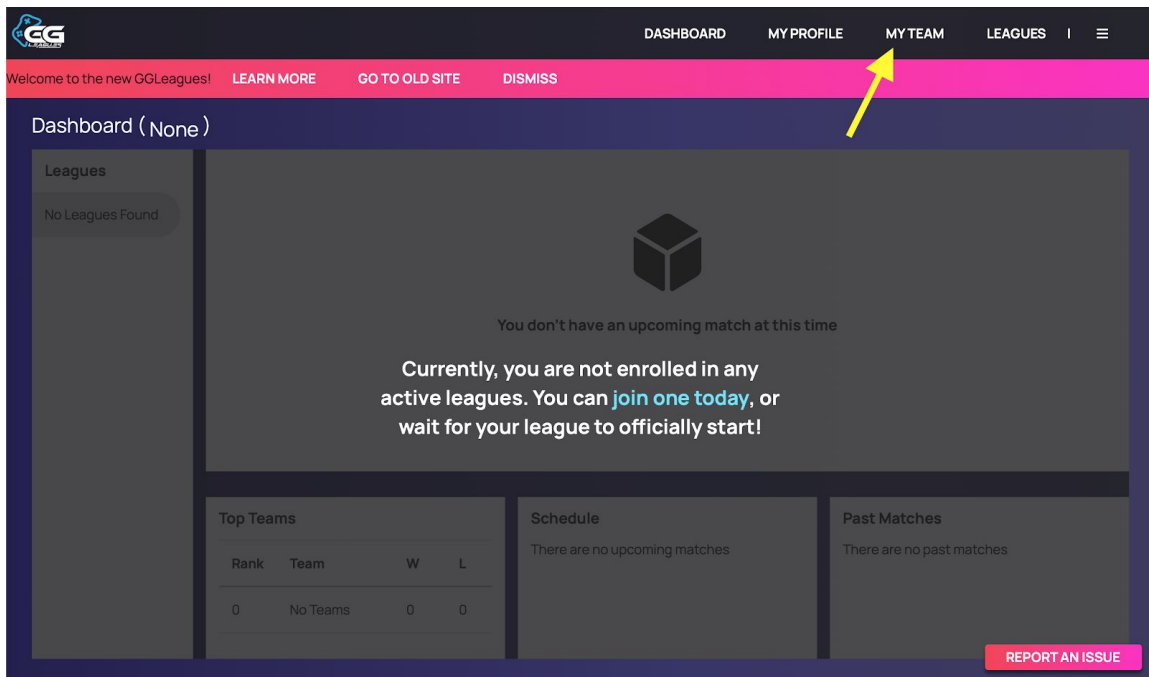 GG
LEAGUES
DASHBOARD MY PROFILE MY TEAM LEAGUES
Welcome to the new GGLeagues! LEARN MORE GO TO OLD SITE DISMISS
Dashboard ( None )
Leagues
No Leagues Found
You don't have an upcoming match at this time
Currently, you are not enrolled in any
active leagues. You can join one today, or
wait for your league to officially start!
Top Teams
Rank Team W L
0 No Teams 0 0
Schedule
There are no upcoming matches
Past Matches
There are no past matches
REPORT AN ISSUE